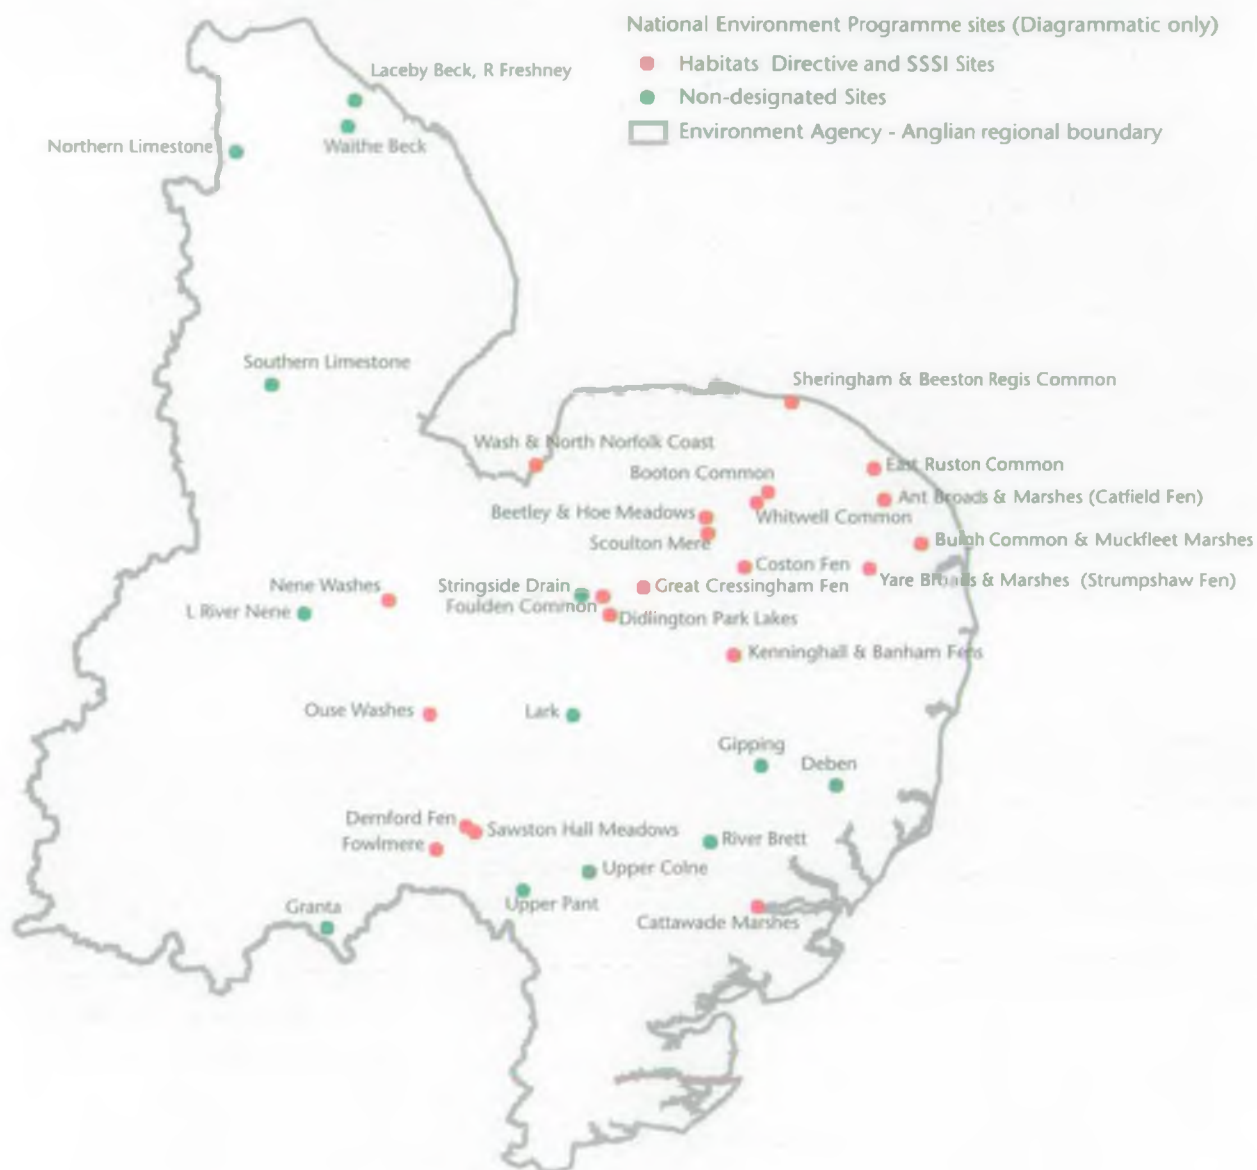 National Environment Programme sites (Diagrammatic only)
Habitats Directive and SSSI Sites
Non-designated Sites
Environment Agency - Anglian regional boundary
Laceby Beck, R Freshney
Waithe Beck
Northern Limestone
Southern Limestone
Sheringham & Beeston Regis Common
Wash & North Norfolk Coast
East Ruston Common
Booton Common
Ant Broads & Marshes (Catfield Fen)
Beetley & Hoe Meadows
Whitwell Common
Scoulton Mere
Burgh Common & Muckfleet Marshes
Coston Fen
Yare Broads & Marshes (Strumpshaw Fen)
Nene Washes
Stringside Drain
Great Cressingham Fen
L River Nene
Foulden Common
Didlington Park Lakes
Kenninghall & Banham Fens
Ouse Washes
Lark
Gipping
Deben
Dernford Fen
Sawston Hall Meadows
Fowlmere
River Brett
Upper Colne
Upper Pant
Granta
Cattawade Marshes